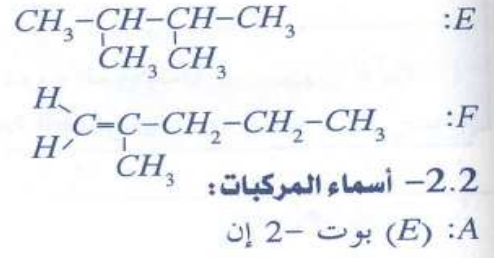 E: CH₃–CH–CH–CH₃
CH₃ CH₃
F: H
H C=C–CH₂–CH₂–CH₃
CH₃
2.2– أسماء المركبات:
A: (E) بوت –2 إن